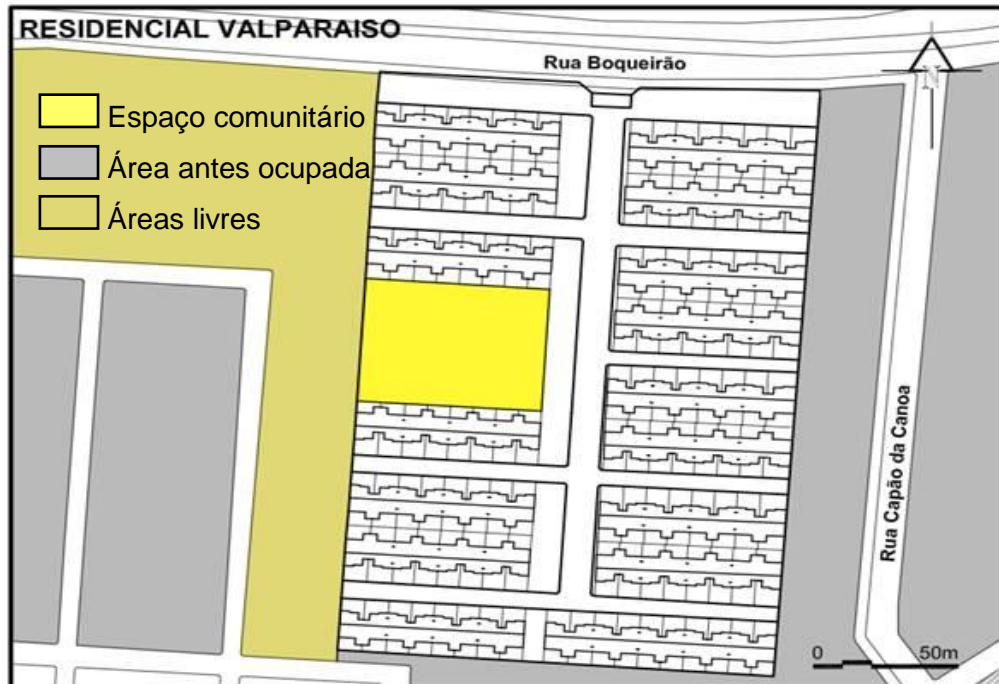 RESIDENCIAL VALPARAISO
Rua Boqueirão
N
Espaço comunitário
Área antes ocupada
Áreas livres
Rua Capão da Canoa
0 50m